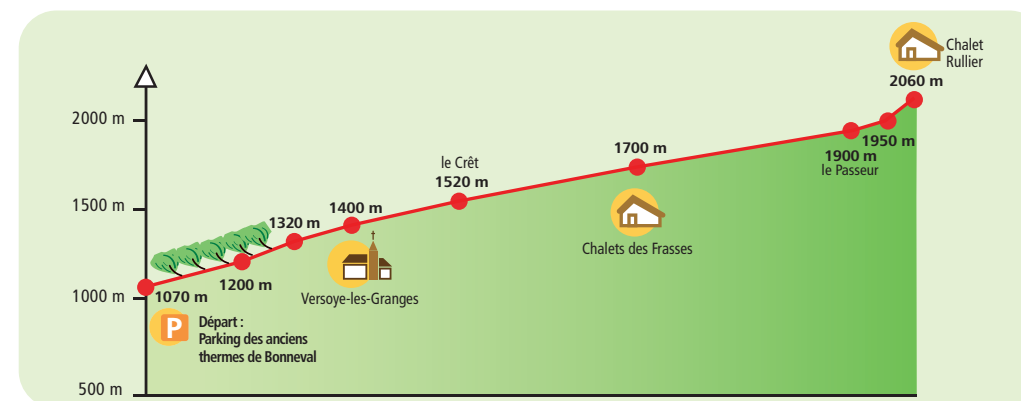 Chalet
Rullier
2060 m
2000 m
1950 m
1900 m
le Passeur
1700 m
Chalets des Frasses
le Crêt
1520 m
1500 m
1400 m
Versoye-les-Granges
1320 m
1200 m
1070 m
1000 m
P
Départ :
Parking des anciens
thermes de Bonneval
500 m